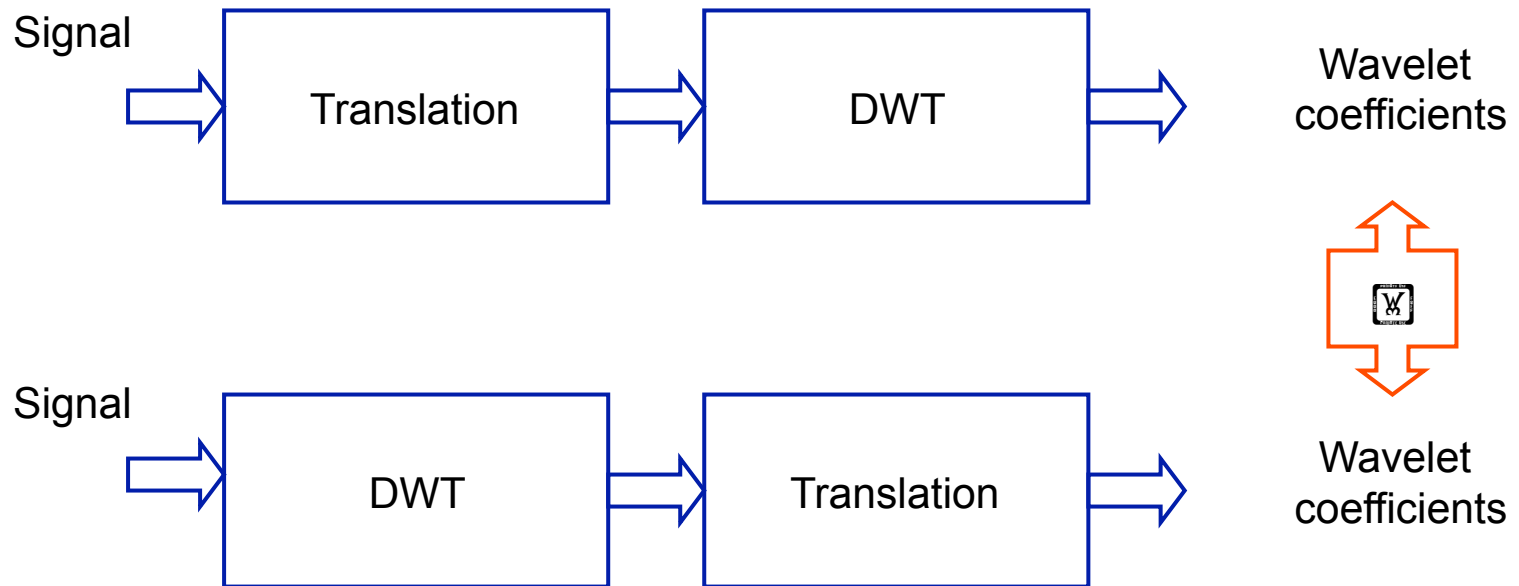 Signal
Translation
DWT
Wavelet
coefficients
Signal
DWT
Translation
Wavelet
coefficients